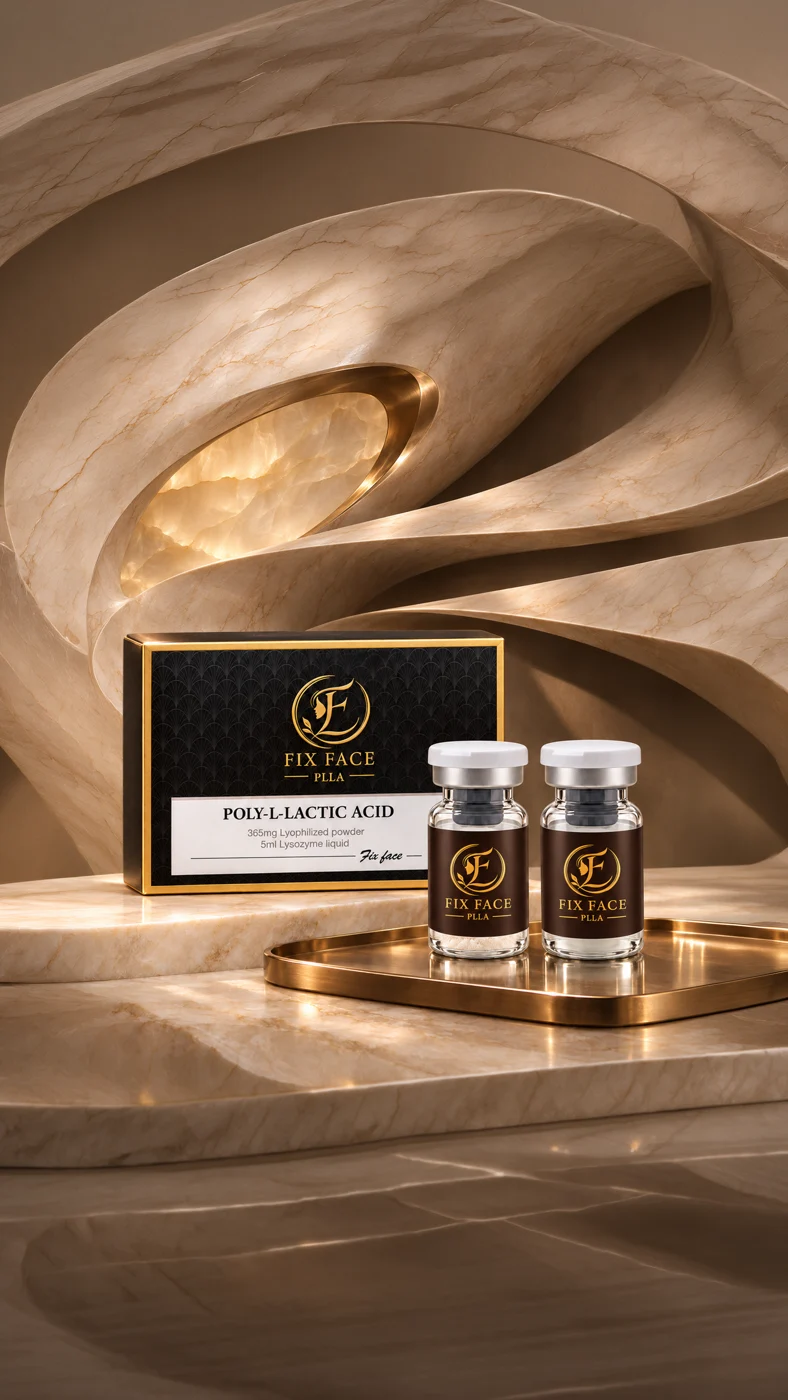 FIX FACE
PLLA
POLY-L-LACTIC ACID
365mg Lyophilized powder
5ml Lysozyme liquid
Fix face
FIX FACE
PLLA
FIX FACE
PLLA